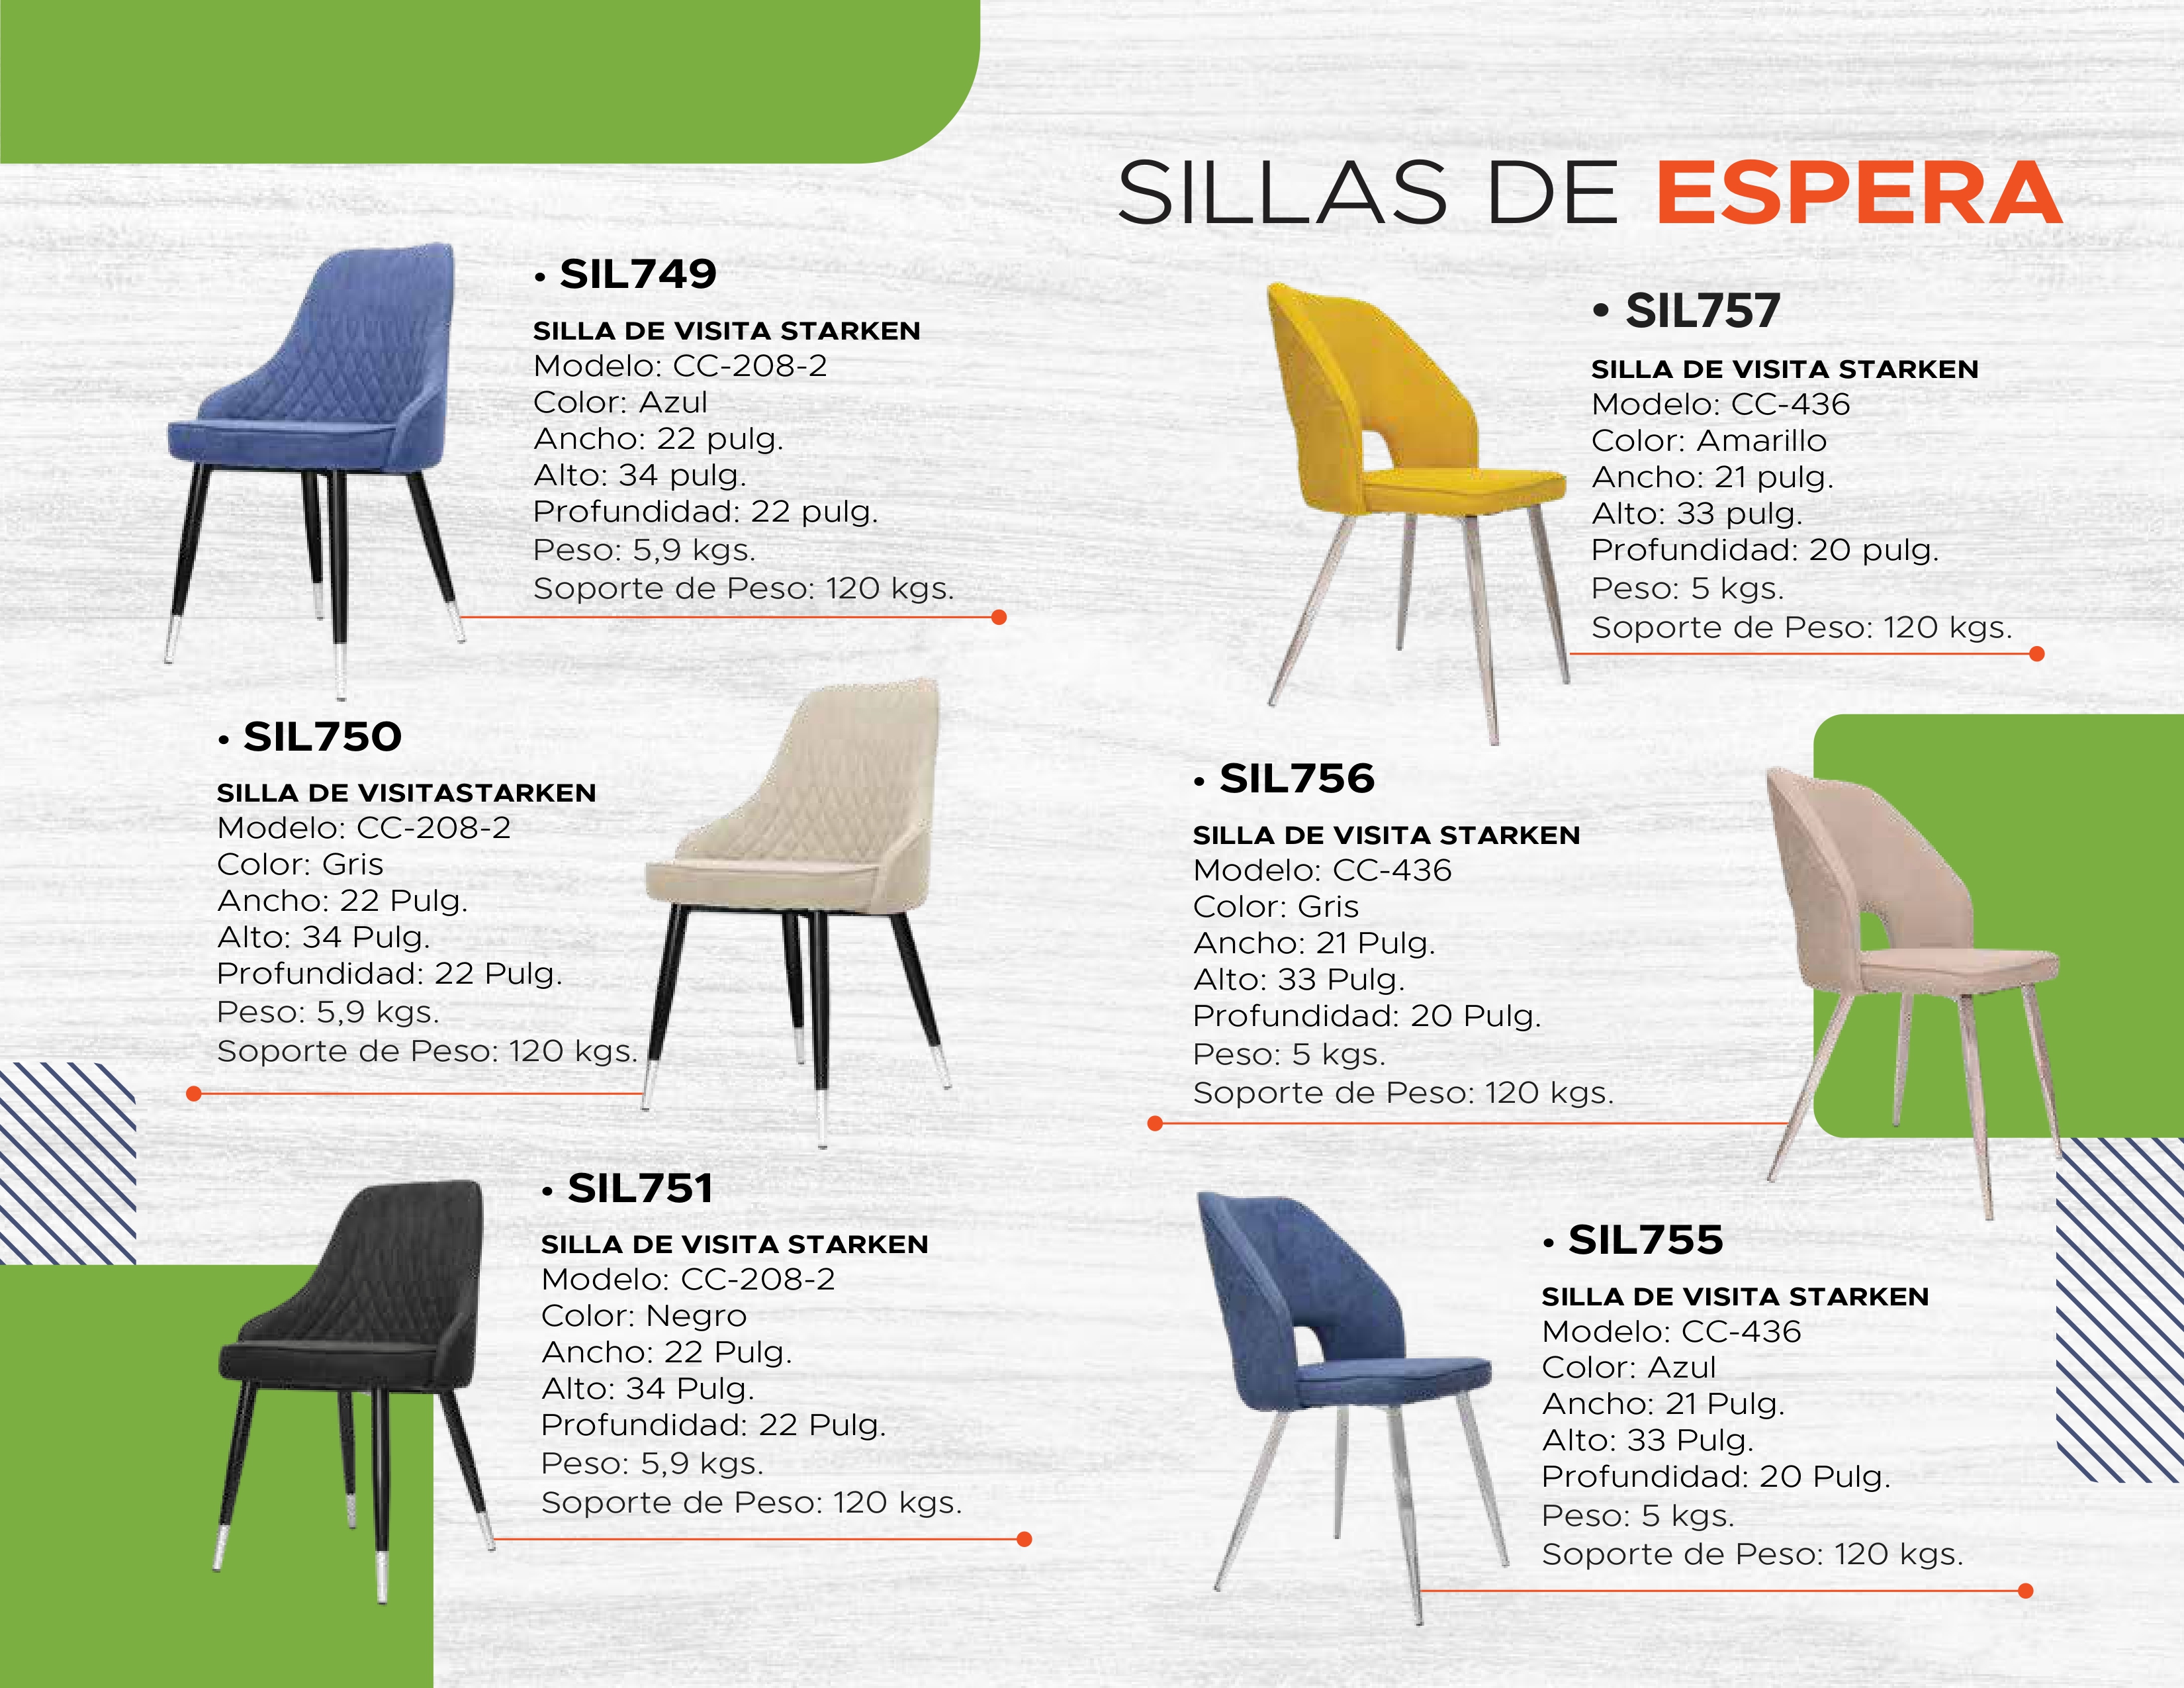 SILLAS DE ESPERA
• SIL749
SILLA DE VISITA STARKEN
Modelo: CC-208-2
Color: Azul
Ancho: 22 pulg.
Alto: 34 pulg.
Profundidad: 22 pulg.
Peso: 5,9 kgs.
Soporte de Peso: 120 kgs.
• SIL750
SILLA DE VISITASTARKEN
Modelo: CC-208-2
Color: Gris
Ancho: 22 Pulg.
Alto: 34 Pulg.
Profundidad: 22 Pulg.
Peso: 5,9 kgs.
Soporte de Peso: 120 kgs.
• SIL751
SILLA DE VISITA STARKEN
Modelo: CC-208-2
Color: Negro
Ancho: 22 Pulg.
Alto: 34 Pulg.
Profundidad: 22 Pulg.
Peso: 5,9 kgs.
Soporte de Peso: 120 kgs.
• SIL757
SILLA DE VISITA STARKEN
Modelo: CC-436
Color: Amarillo
Ancho: 21 pulg.
Alto: 33 pulg.
Profundidad: 20 pulg.
Peso: 5 kgs.
Soporte de Peso: 120 kgs.
• SIL756
SILLA DE VISITA STARKEN
Modelo: CC-436
Color: Gris
Ancho: 21 Pulg.
Alto: 33 Pulg.
Profundidad: 20 Pulg.
Peso: 5 kgs.
Soporte de Peso: 120 kgs.
• SIL755
SILLA DE VISITA STARKEN
Modelo: CC-436
Color: Azul
Ancho: 21 Pulg.
Alto: 33 Pulg.
Profundidad: 20 Pulg.
Peso: 5 kgs.
Soporte de Peso: 120 kgs.